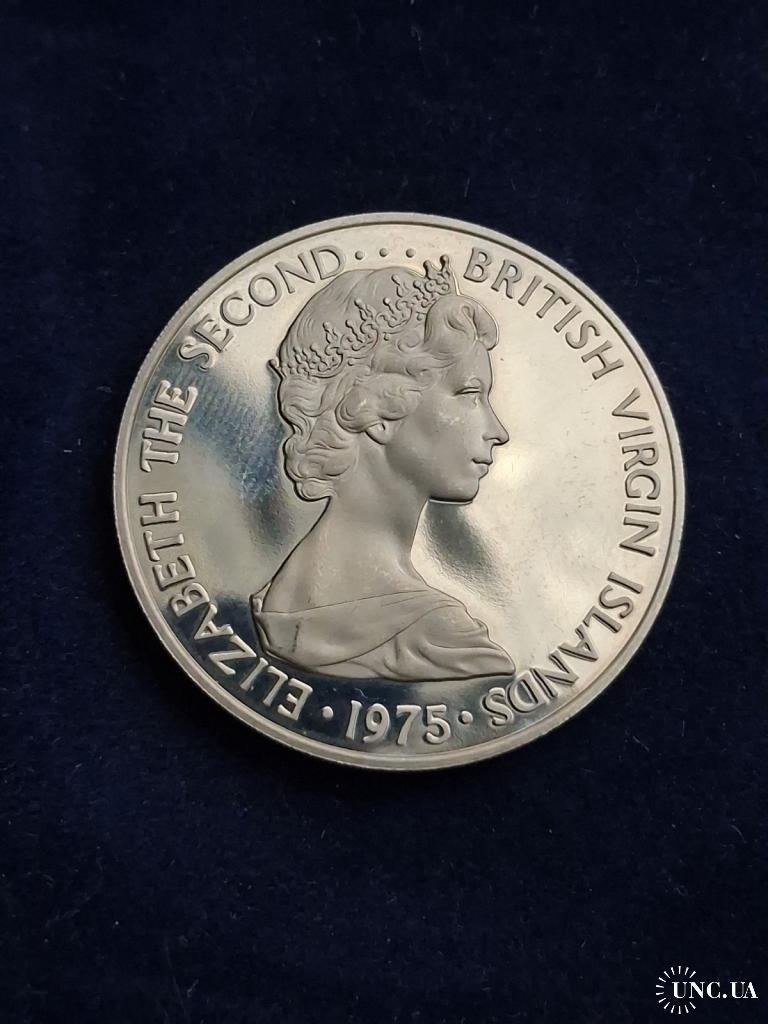 ELIZABETH THE SECOND
BRITISH VIRGIN ISLANDS
· 1975 ·
UNC.UA